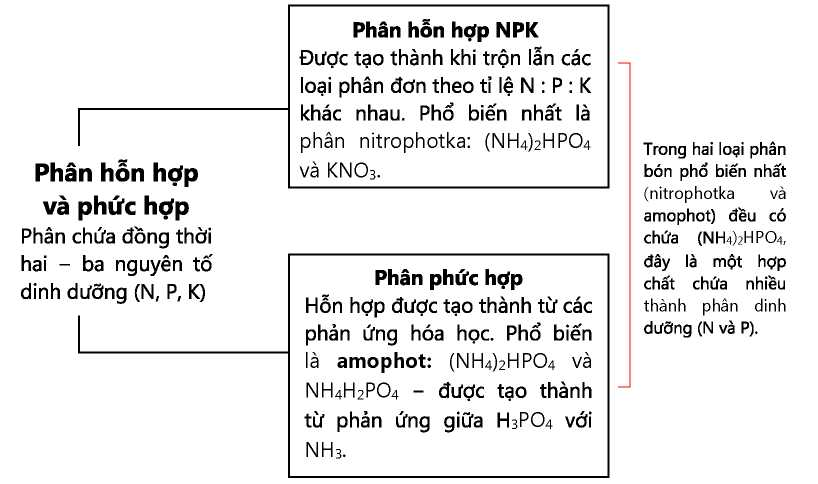 Phân hỗn hợp
và phức hợp
Phân chứa đồng thời
hai – ba nguyên tố
dinh dưỡng (N, P, K)
Phân hỗn hợp NPK
Được tạo thành khi trộn lẫn các
loại phân đơn theo tỉ lệ N : P : K
khác nhau. Phổ biến nhất là
phân nitrophotka: (NH₄)₂HPO₄
và KNO₃.
Phân phức hợp
Hỗn hợp được tạo thành từ các
phản ứng hóa học. Phổ biến
là amophot: (NH₄)₂HPO₄ và
NH₄H₂PO₄ – được tạo thành
từ phản ứng giữa H₃PO₄ với
NH₃.
Trong hai loại phân
bón phổ biến nhất
(nitrophotka và
amophot) đều có
chứa (NH₄)₂HPO₄,
đây là một hợp
chất chứa nhiều
thành phân dinh
dưỡng (N và P).